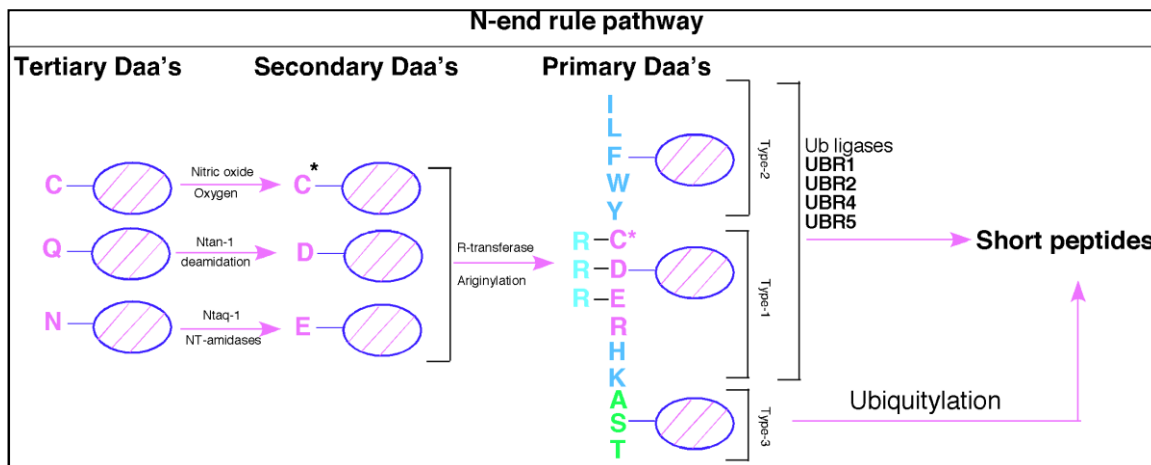 N-end rule pathway
Tertiary Daa's
Secondary Daa's
Primary Daa's
C
Nitric oxide
Oxygen
C*
Q
Ntan-1
deamidation
D
N
Ntaq-1
NT-amidases
E
R-transferase
Ariginylation
I
L
F
W
Y
R-C*
R-D
R-E
R
H
K
A
S
T
Type-2
Type-1
Type-3
Ub ligases
UBR1
UBR2
UBR4
UBR5
Short peptides
Ubiquitylation